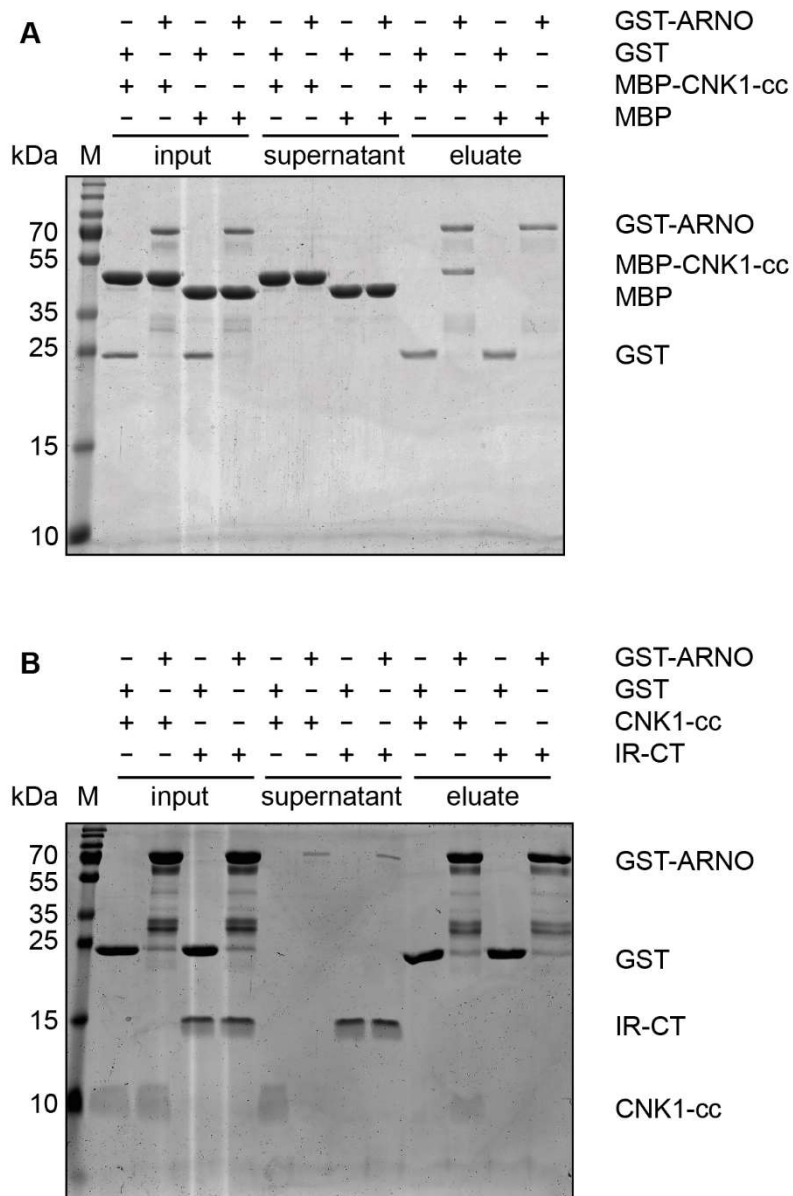 A
– + – + – + – + – + – + GST-ARNO
+ – + – + – + – + – + – GST
+ + – – + + – – + + – – MBP-CNK1-cc
– – + + – – + + – – + + MBP
kDa M input supernatant eluate
70 GST-ARNO
55 MBP-CNK1-cc
MBP
35
25 GST
15
10
B
– + – + – + – + – + – + GST-ARNO
+ – + – + – + – + – + – GST
+ + – – + + – – + + – – CNK1-cc
– – + + – – + + – – + + IR-CT
kDa M input supernatant eluate
70 GST-ARNO
55
35
25 GST
15 IR-CT
10 CNK1-cc